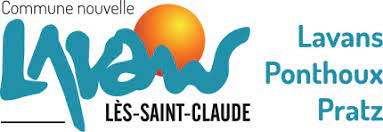 Commune nouvelle
Lavans
LÈS-SAINT-CLAUDE
Lavans
Ponthoux
Pratz